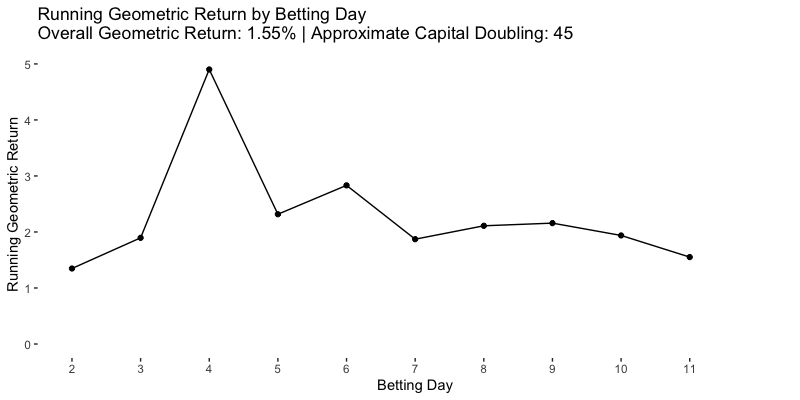 Running Geometric Return by Betting Day
Overall Geometric Return: 1.55% | Approximate Capital Doubling: 45
Running Geometric Return
5
4
3
2
1
0
2 3 4 5 6 7 8 9 10 11
Betting Day